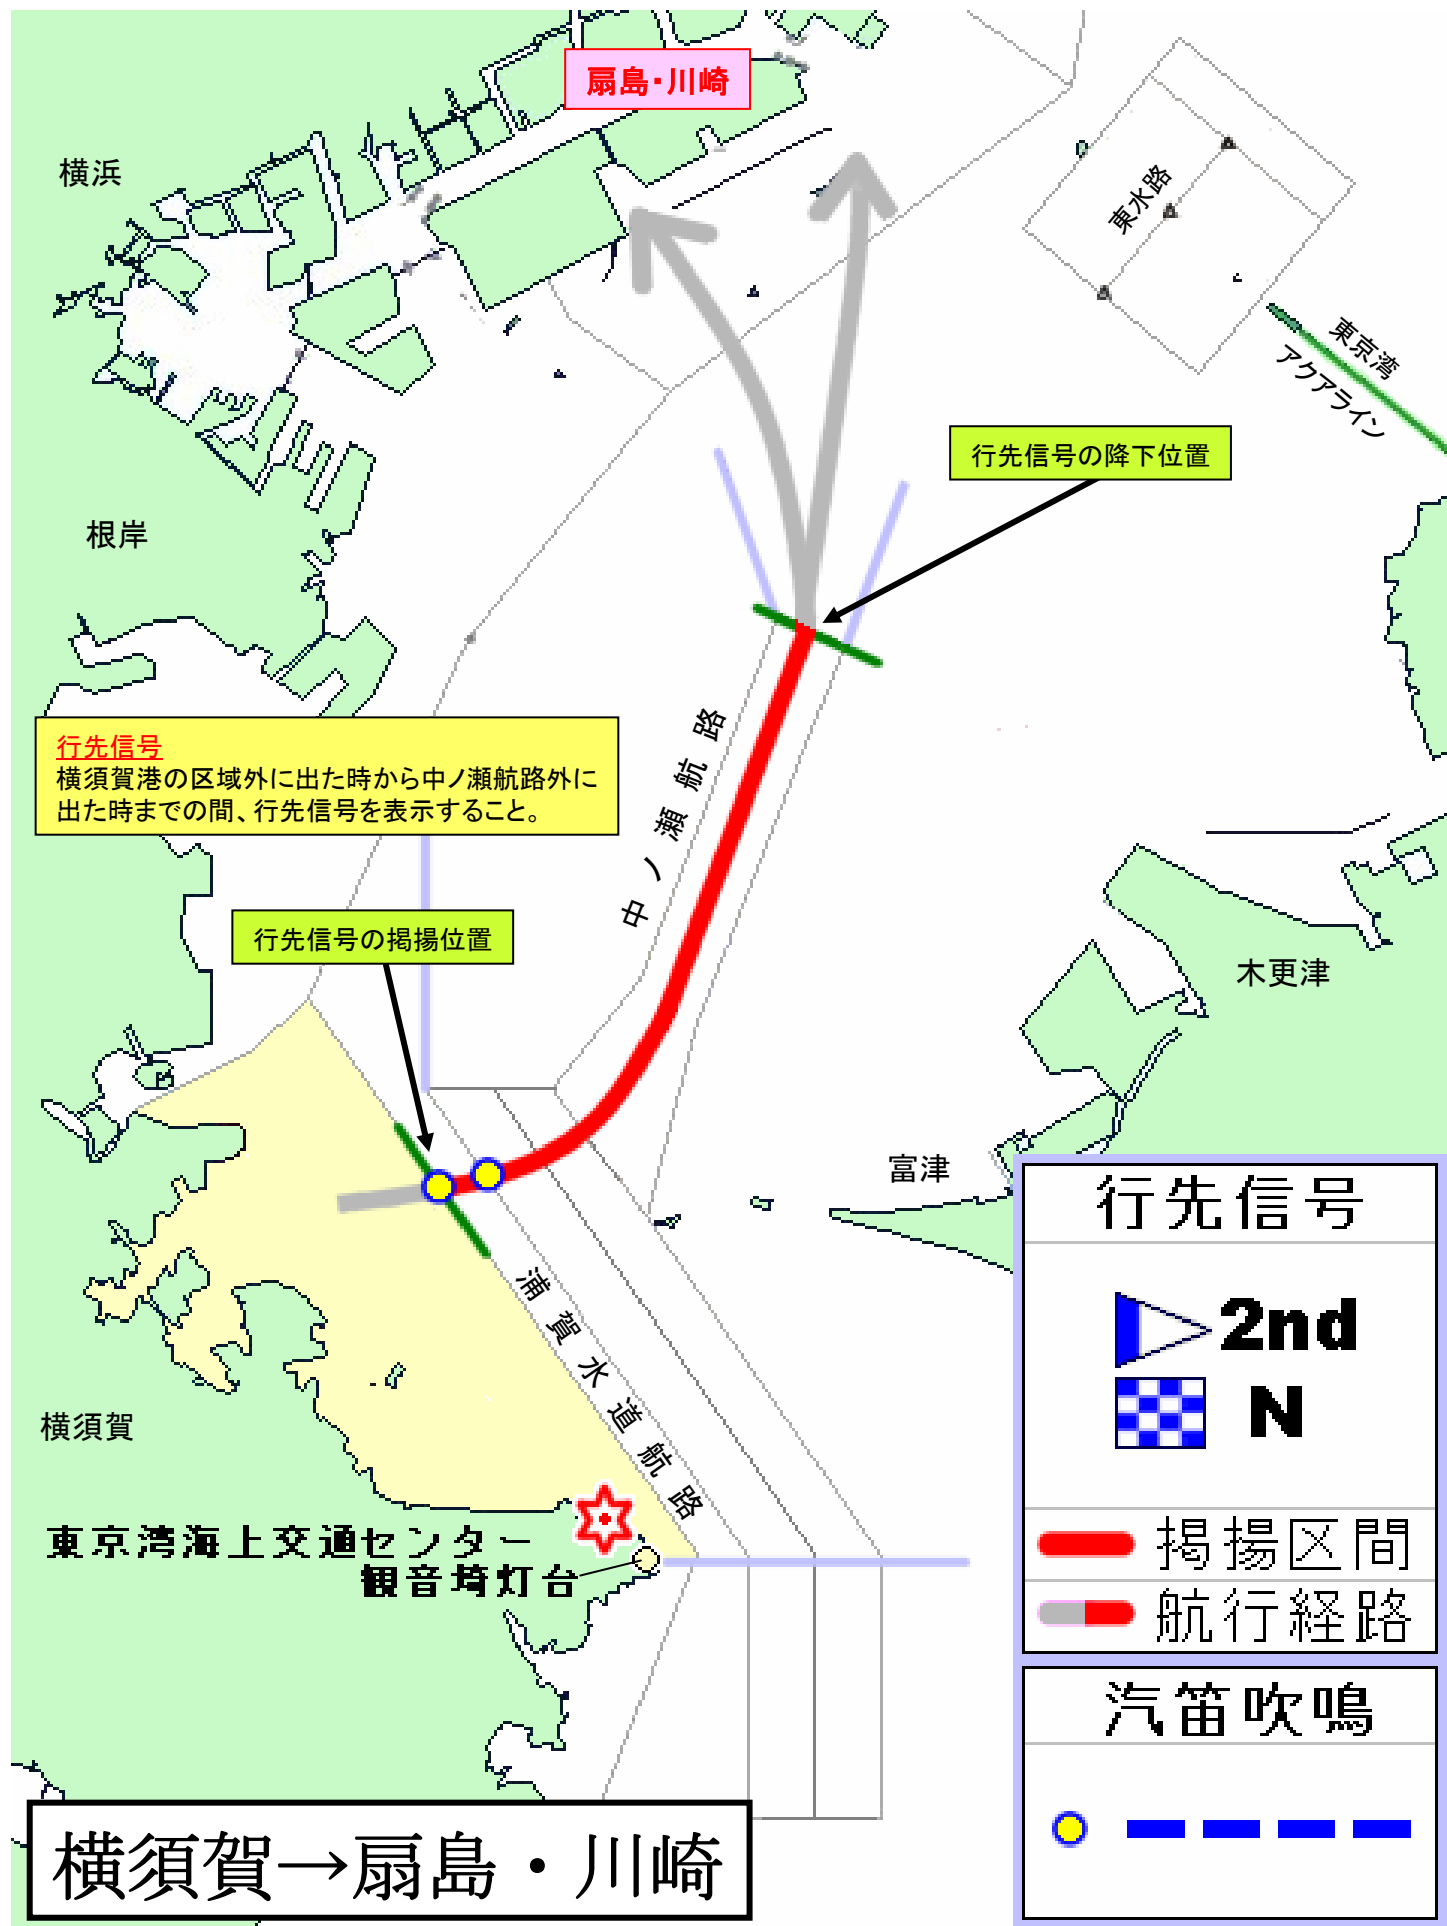 扇島・川崎
横浜
東水路
東京湾
アクアライン
行先信号の降下位置
根岸
行先信号
横須賀港の区域外に出た時から中ノ瀬航路外に
出た時までの間、行先信号を表示すること。
中ノ瀬航路
行先信号の掲揚位置
木更津
富津
浦賀水道航路
横須賀
東京湾海上交通センター
観音埼灯台
行先信号
2nd
N
掲揚区間
航行経路
汽笛吹鳴
横須賀→扇島・川崎